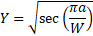 Y = √(sec(πa/W))